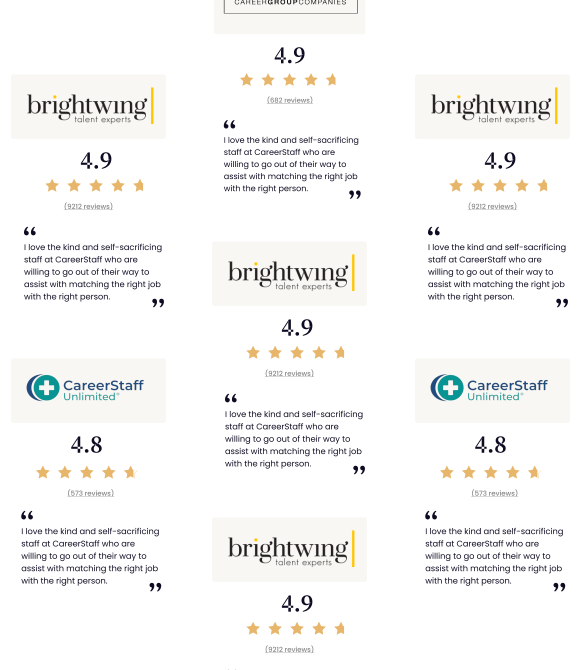 brightwing
talent experts
4.9
(9212 reviews)
“
I love the kind and self-sacrificing
staff at CareerStaff who are
willing to go out of their way to
assist with matching the right job
with the right person.
”
CareerStaff
Unlimited®
4.8
(573 reviews)
“
I love the kind and self-sacrificing
staff at CareerStaff who are
willing to go out of their way to
assist with matching the right job
with the right person.
”
CAREERGROUPCOMPANIES
4.9
(682 reviews)
“
I love the kind and self-sacrificing
staff at CareerStaff who are
willing to go out of their way to
assist with matching the right job
with the right person.
”
brightwing
talent experts
4.9
(9212 reviews)
“
I love the kind and self-sacrificing
staff at CareerStaff who are
willing to go out of their way to
assist with matching the right job
with the right person.
”
brightwing
talent experts
4.9
(9212 reviews)
brightwing
talent experts
4.9
(9212 reviews)
“
I love the kind and self-sacrificing
staff at CareerStaff who are
willing to go out of their way to
assist with matching the right job
with the right person.
”
CareerStaff
Unlimited®
4.8
(573 reviews)
“
I love the kind and self-sacrificing
staff at CareerStaff who are
willing to go out of their way to
assist with matching the right job
with the right person.
”